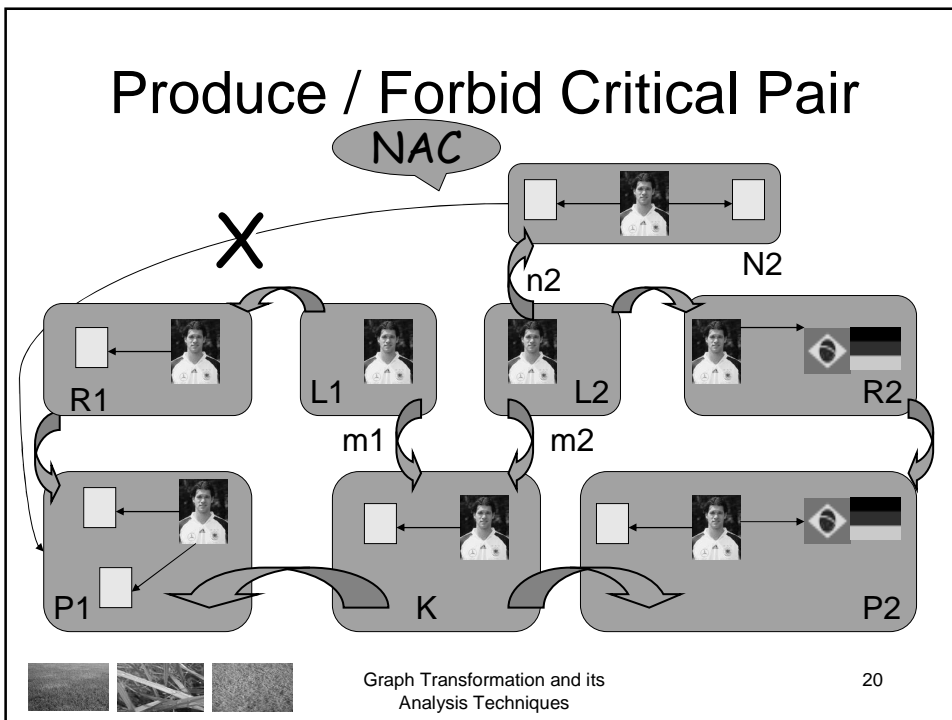 Produce / Forbid Critical Pair
NAC
X
N2
n2
R1
L1
L2
R2
m1
m2
P1
K
P2
Graph Transformation and its
Analysis Techniques
20